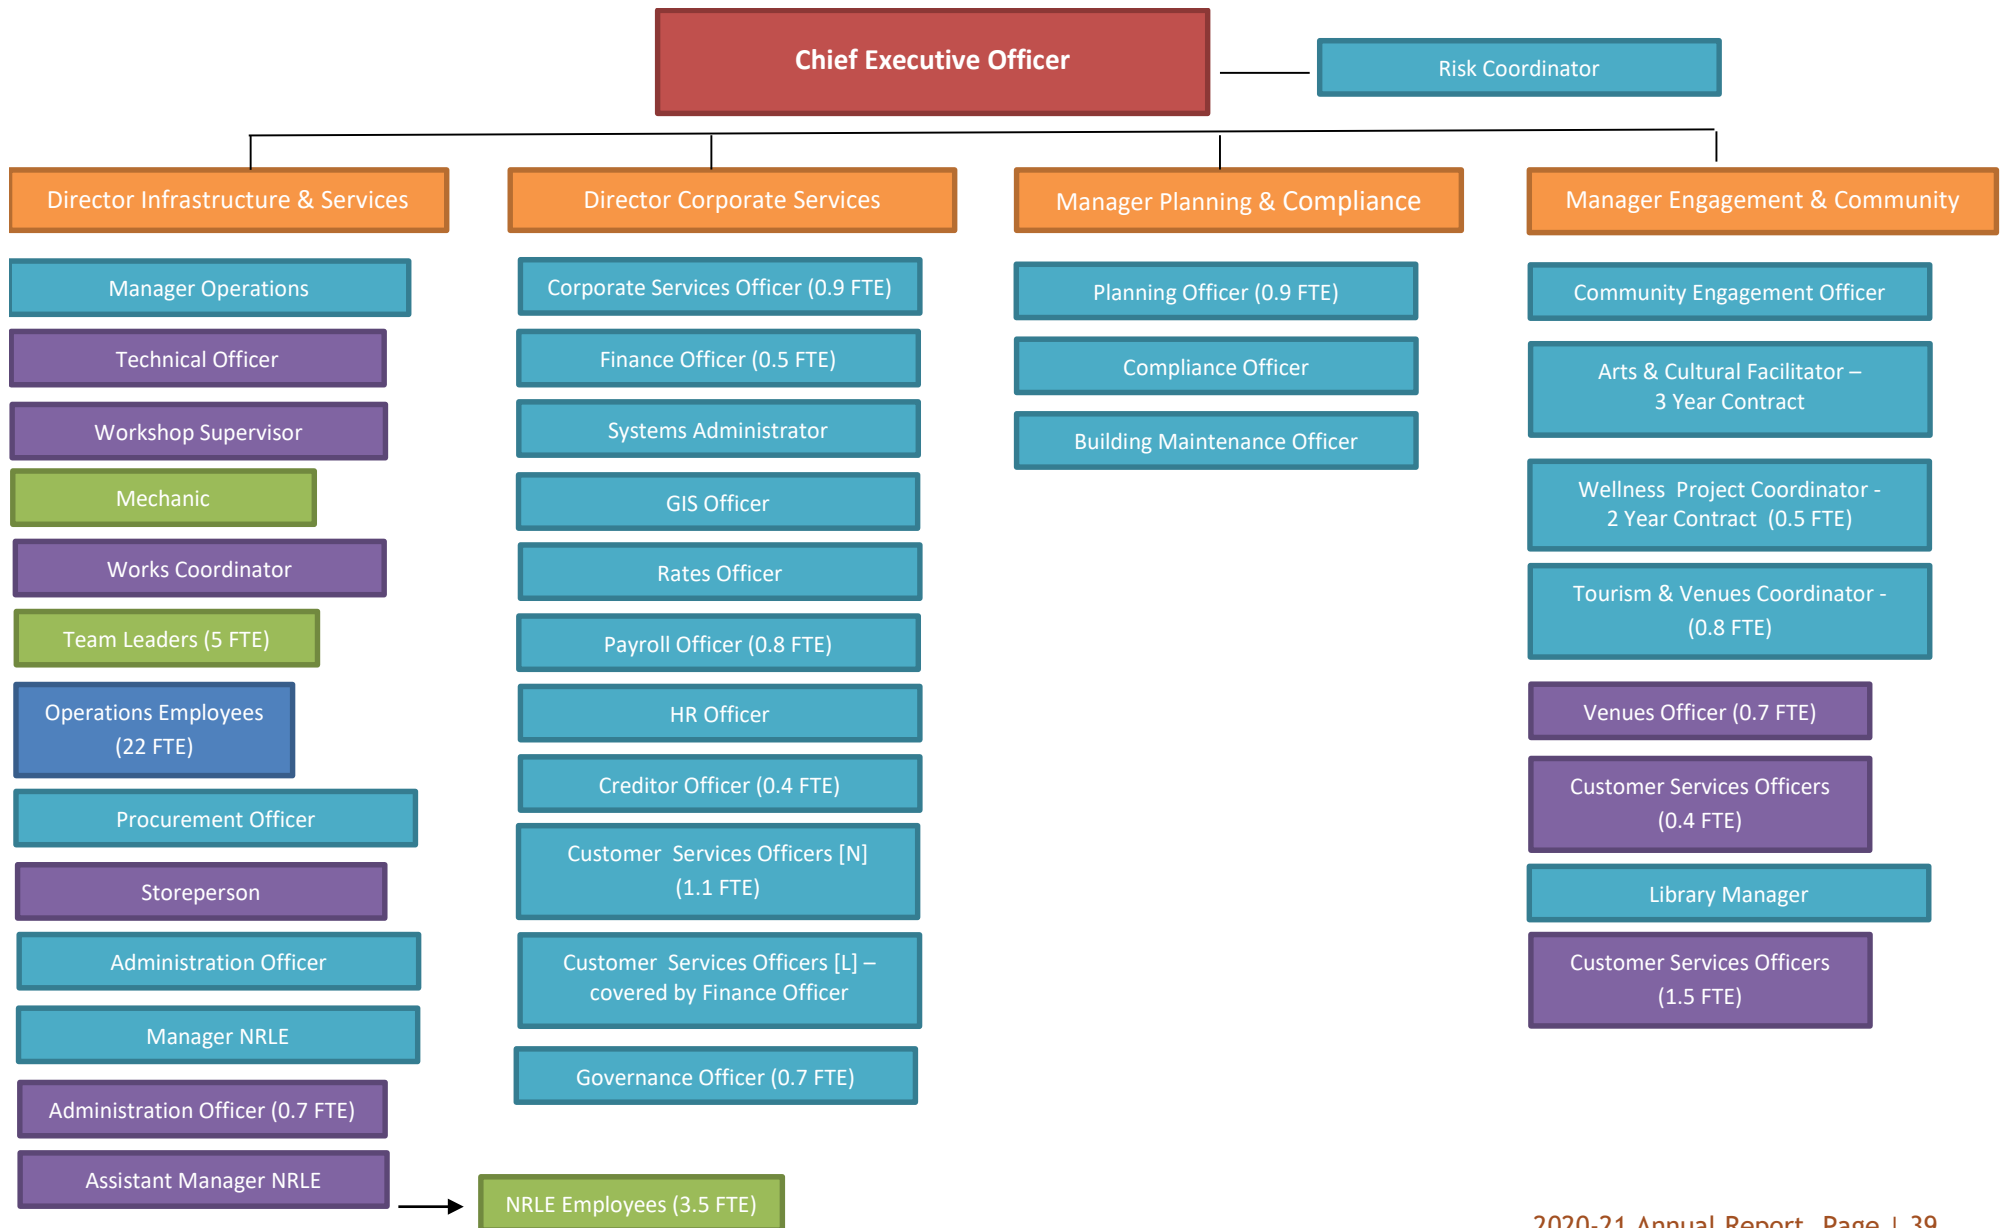 Chief Executive Officer
Risk Coordinator
Director Infrastructure & Services
Manager Operations
Technical Officer
Workshop Supervisor
Mechanic
Works Coordinator
Team Leaders (5 FTE)
Operations Employees
(22 FTE)
Procurement Officer
Storeperson
Administration Officer
Manager NRLE
Administration Officer (0.7 FTE)
Assistant Manager NRLE
NRLE Employees (3.5 FTE)
Director Corporate Services
Corporate Services Officer (0.9 FTE)
Finance Officer (0.5 FTE)
Systems Administrator
GIS Officer
Rates Officer
Payroll Officer (0.8 FTE)
HR Officer
Creditor Officer (0.4 FTE)
Customer Services Officers [N]
(1.1 FTE)
Customer Services Officers [L] –
covered by Finance Officer
Governance Officer (0.7 FTE)
Manager Planning & Compliance
Planning Officer (0.9 FTE)
Compliance Officer
Building Maintenance Officer
Manager Engagement & Community
Community Engagement Officer
Arts & Cultural Facilitator –
3 Year Contract
Wellness Project Coordinator -
2 Year Contract (0.5 FTE)
Tourism & Venues Coordinator -
(0.8 FTE)
Venues Officer (0.7 FTE)
Customer Services Officers
(0.4 FTE)
Library Manager
Customer Services Officers
(1.5 FTE)
2020-21 Annual Report Page | 39